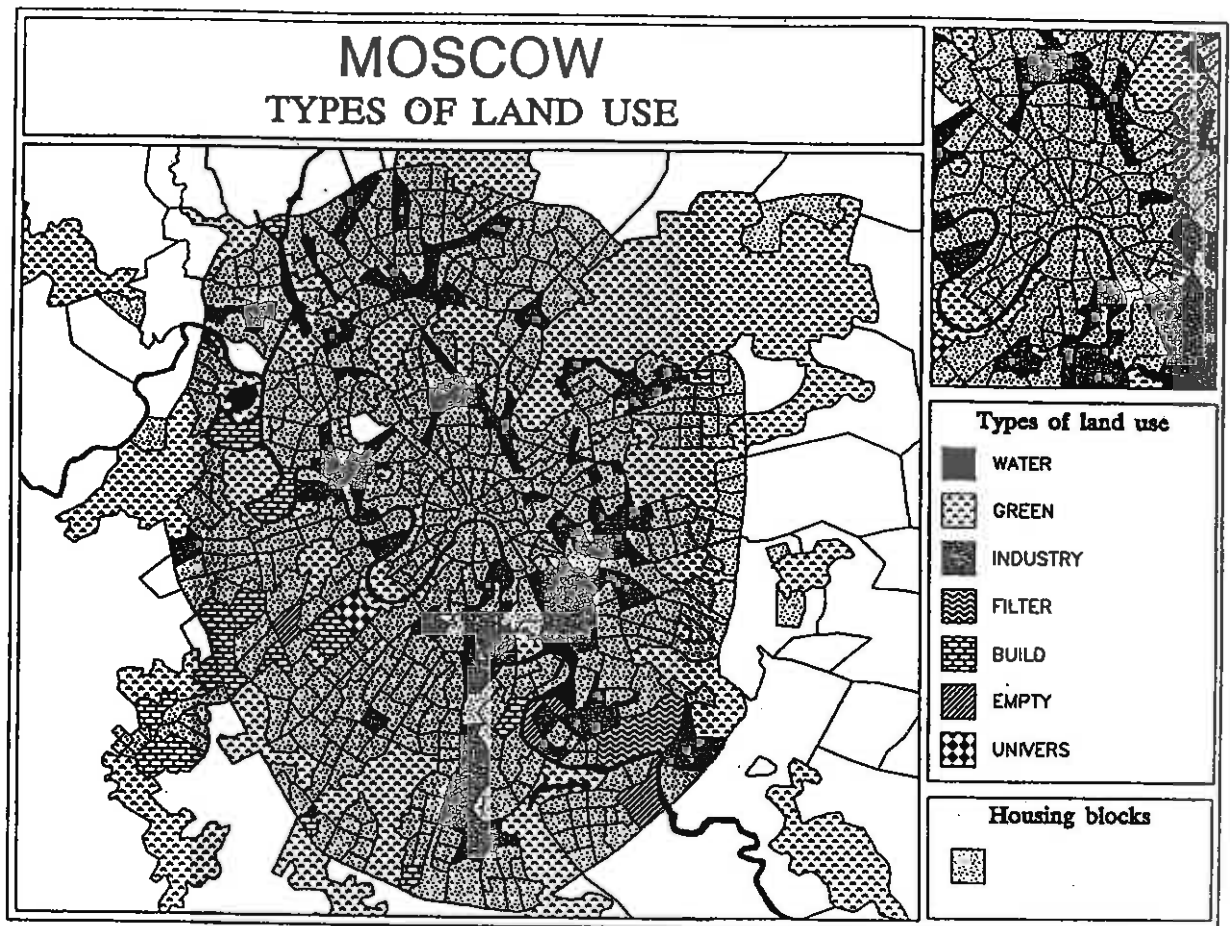 MOSCOW
TYPES OF LAND USE
Types of land use
WATER
GREEN
INDUSTRY
FILTER
BUILD
EMPTY
UNIVERS
Housing blocks